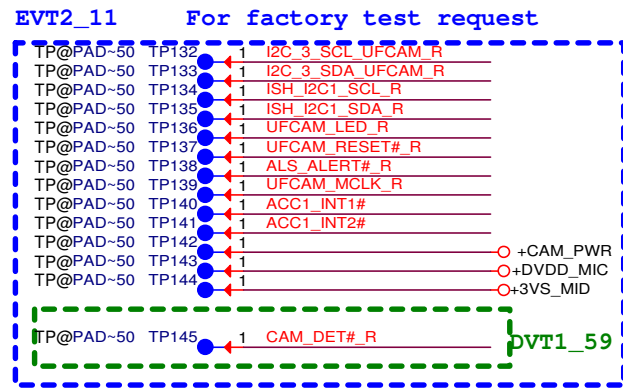 EVT2_11 For factory test request
TP@PAD~50 TP132 1 I2C_3_SCL_UFCAM_R
TP@PAD~50 TP133 1 I2C_3_SDA_UFCAM_R
TP@PAD~50 TP134 1 ISH_I2C1_SCL_R
TP@PAD~50 TP135 1 ISH_I2C1_SDA_R
TP@PAD~50 TP136 1 UFCAM_LED_R
TP@PAD~50 TP137 1 UFCAM_RESET#_R
TP@PAD~50 TP138 1 ALS_ALERT#_R
TP@PAD~50 TP139 1 UFCAM_MCLK_R
TP@PAD~50 TP140 1 ACC1_INT1#
TP@PAD~50 TP141 1 ACC1_INT2#
TP@PAD~50 TP142 1 +CAM_PWR
TP@PAD~50 TP143 1 +DVDD_MIC
TP@PAD~50 TP144 1 +3VS_MID
TP@PAD~50 TP145 1 CAM_DET#_R DVT1_59